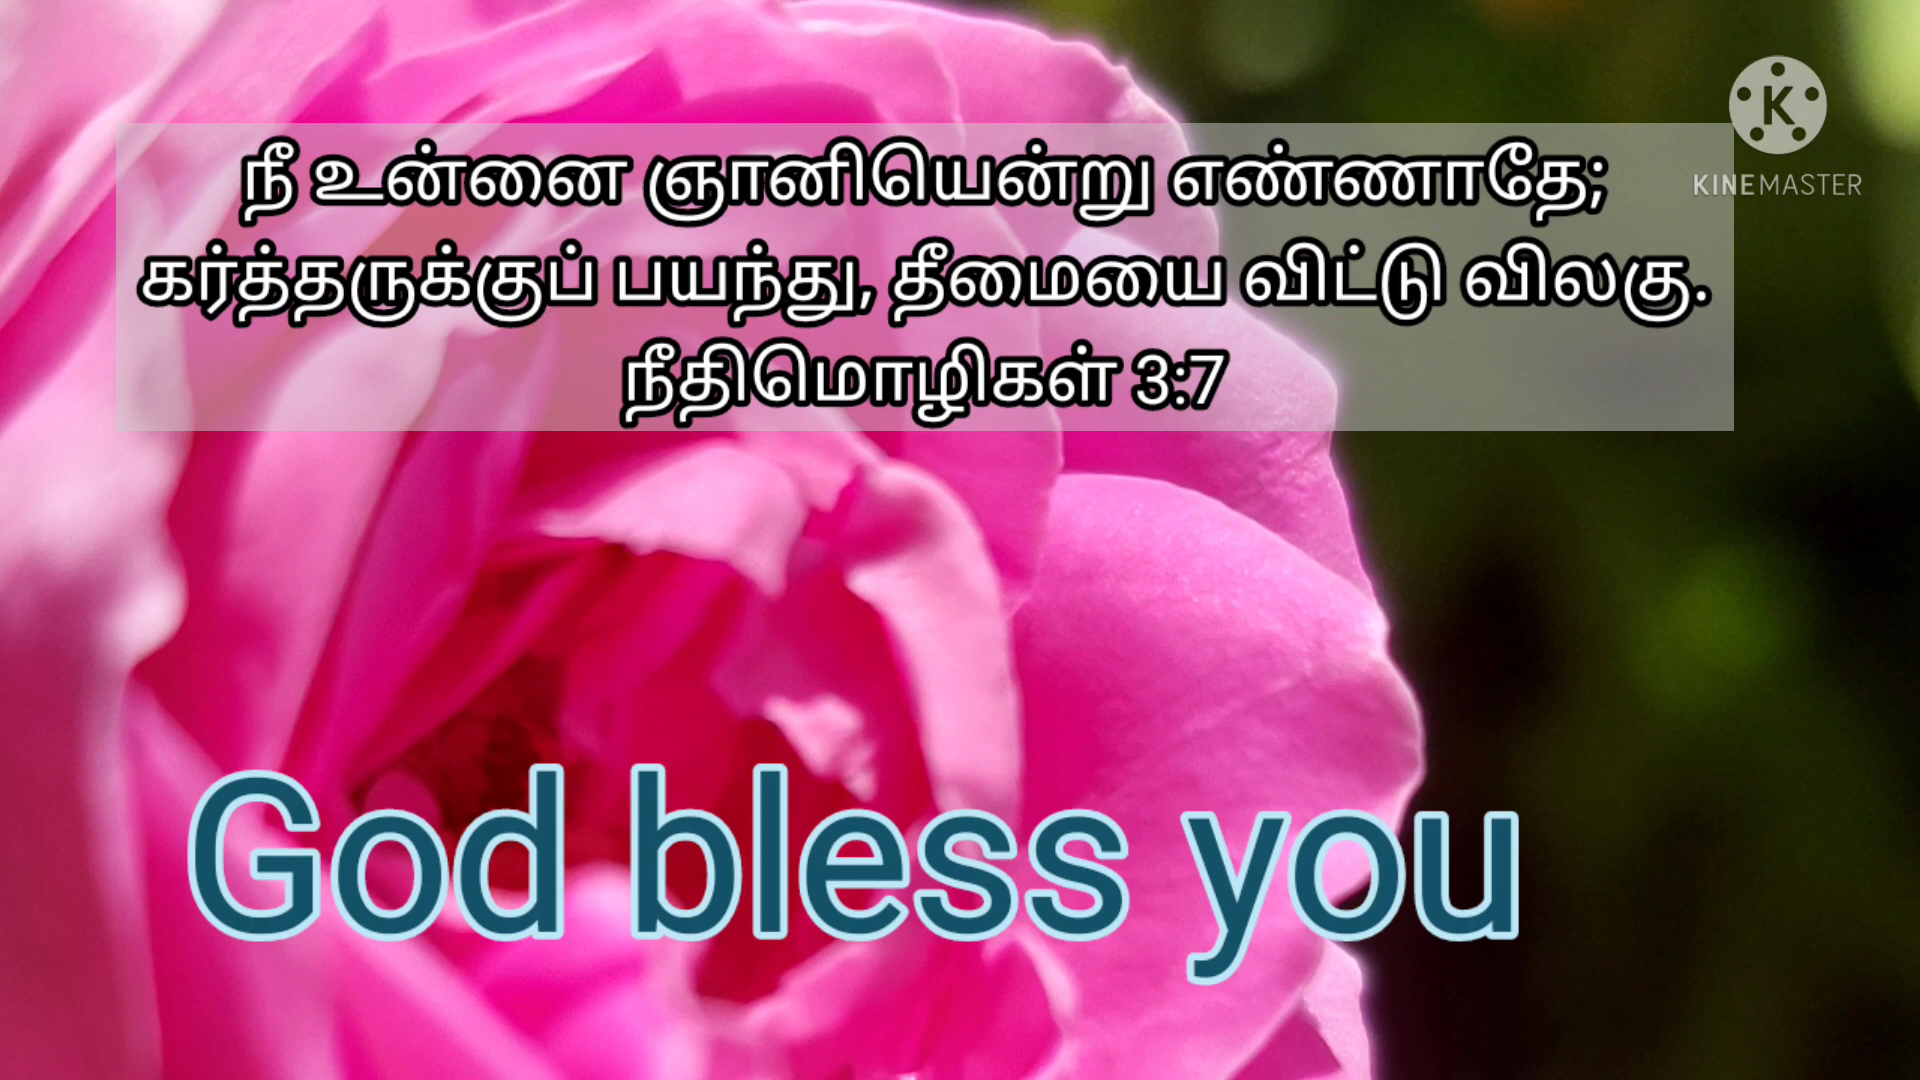 நீ உன்னை ஞானியென்று எண்ணாதே;
கர்த்தருக்குப் பயந்து, தீமையை விட்டு விலகு.
நீதிமொழிகள் 3:7
K
KINEMASTER
God bless you